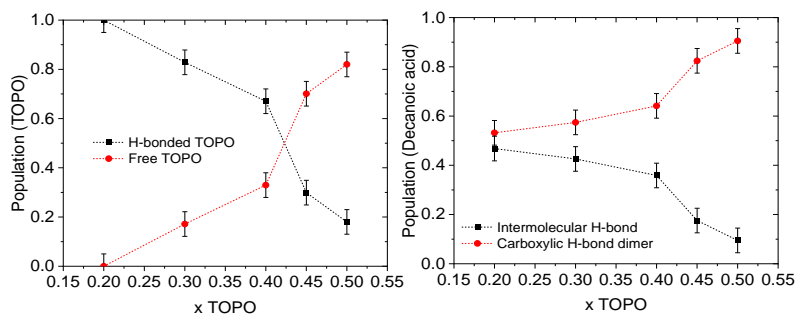 Population (TOPO)
1.0
0.8
0.6
0.4
0.2
0.0
H-bonded TOPO
Free TOPO
0.15 0.20 0.25 0.30 0.35 0.40 0.45 0.50 0.55
x TOPO
Population (Decanoic acid)
1.0
0.8
0.6
0.4
0.2
0.0
Intermolecular H-bond
Carboxylic H-bond dimer
0.15 0.20 0.25 0.30 0.35 0.40 0.45 0.50 0.55
x TOPO